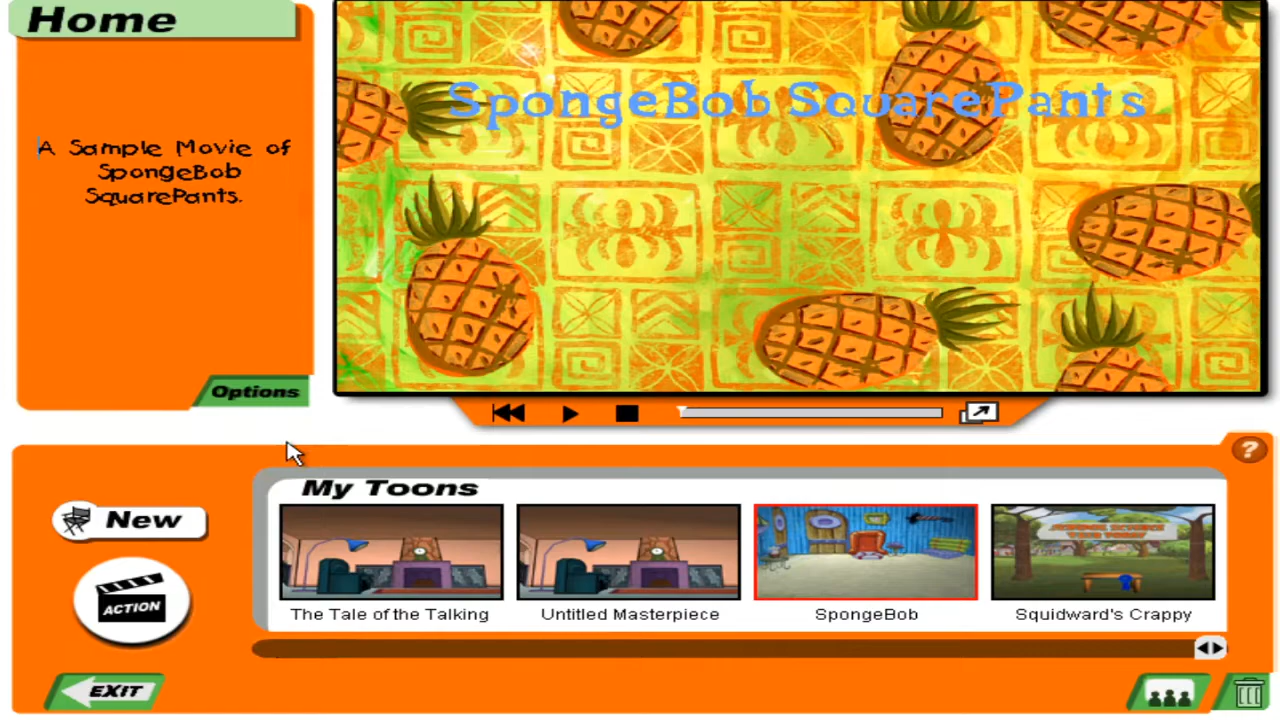 Home
SpongeBob SquarePants
A Sample Movie of
SpongeBob
SquarePants.
Options
?
My Toons
New
ACTION
The Tale of the Talking
Untitled Masterpiece
SpongeBob
Squidward's Crappy
EXIT